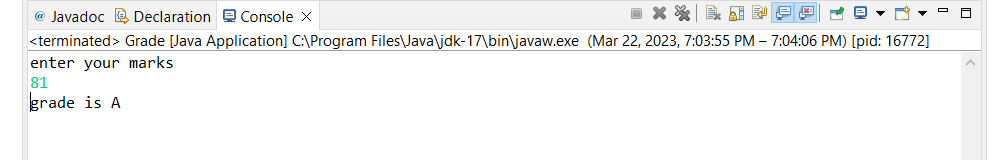 @ Javadoc Declaration Console
<terminated> Grade [Java Application] C:\Program Files\Java\jdk-17\bin\javaw.exe (Mar 22, 2023, 7:03:55 PM – 7:04:06 PM) [pid: 16772]
enter your marks
81
grade is A